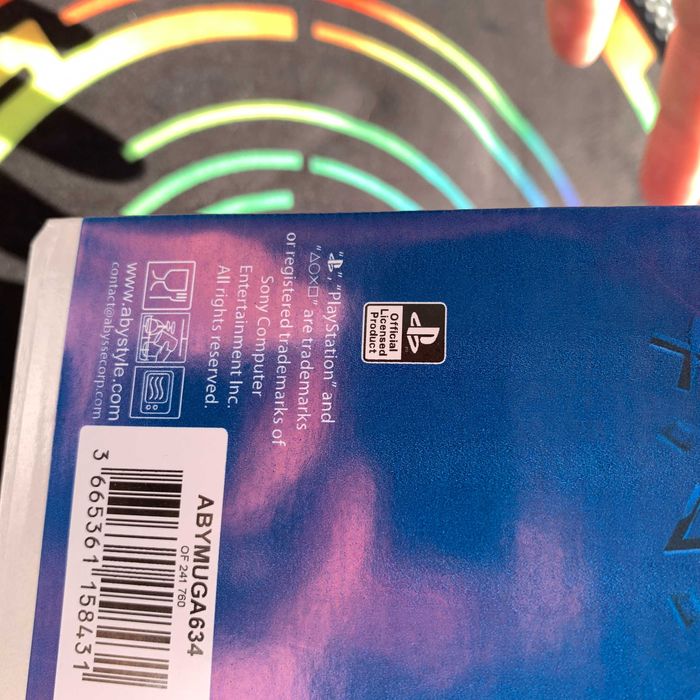 Official
Licensed
Product
"PlayStation" and
"△○×□" are trademarks
or registered trademarks of
Sony Computer
Entertainment Inc.
All rights reserved.
www.abystyle.com
contact@abyssecorp.com
ABYMUGA634
OF 241 760
3 665361 158431